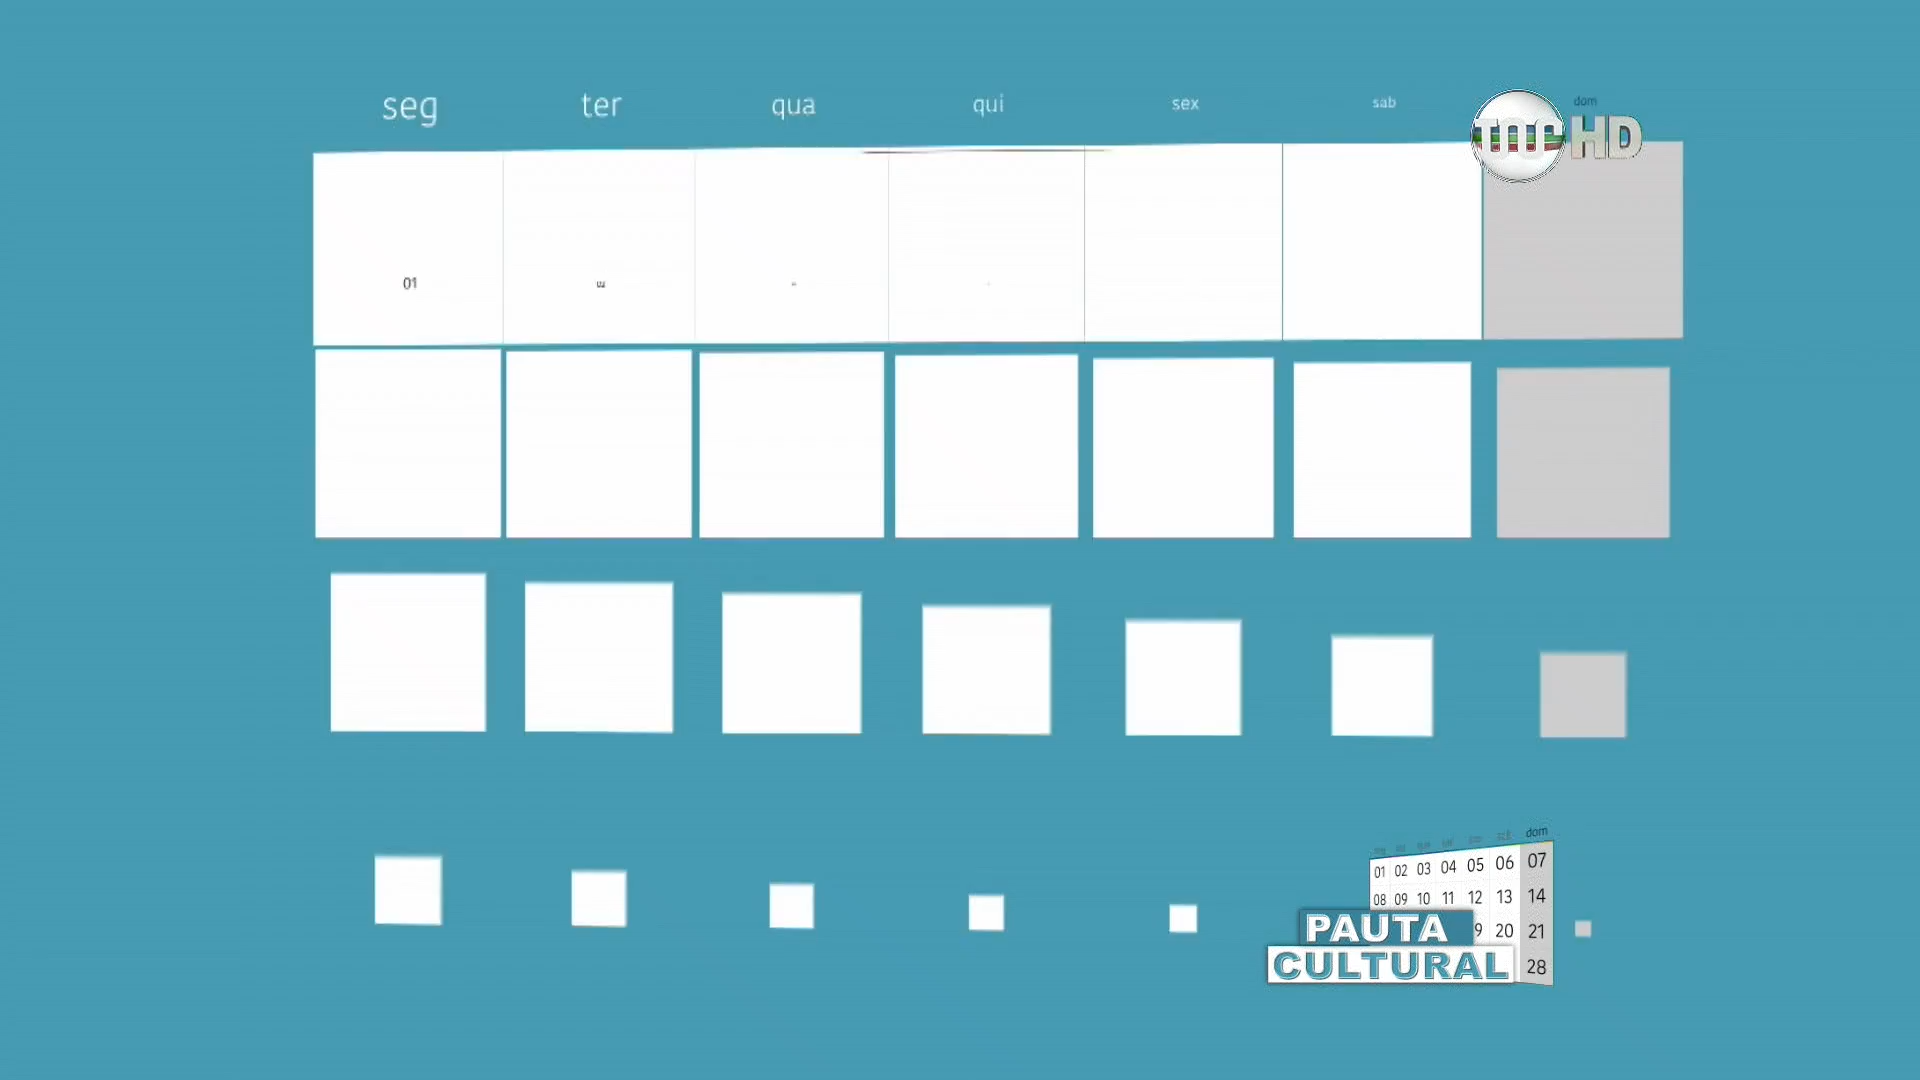 seg ter qua qui sex sab dom
HD
01
dom
01 02 03 04 05 06 07
08 09 10 11 12 13 14
PAUTA 9 20 21
CULTURAL 28